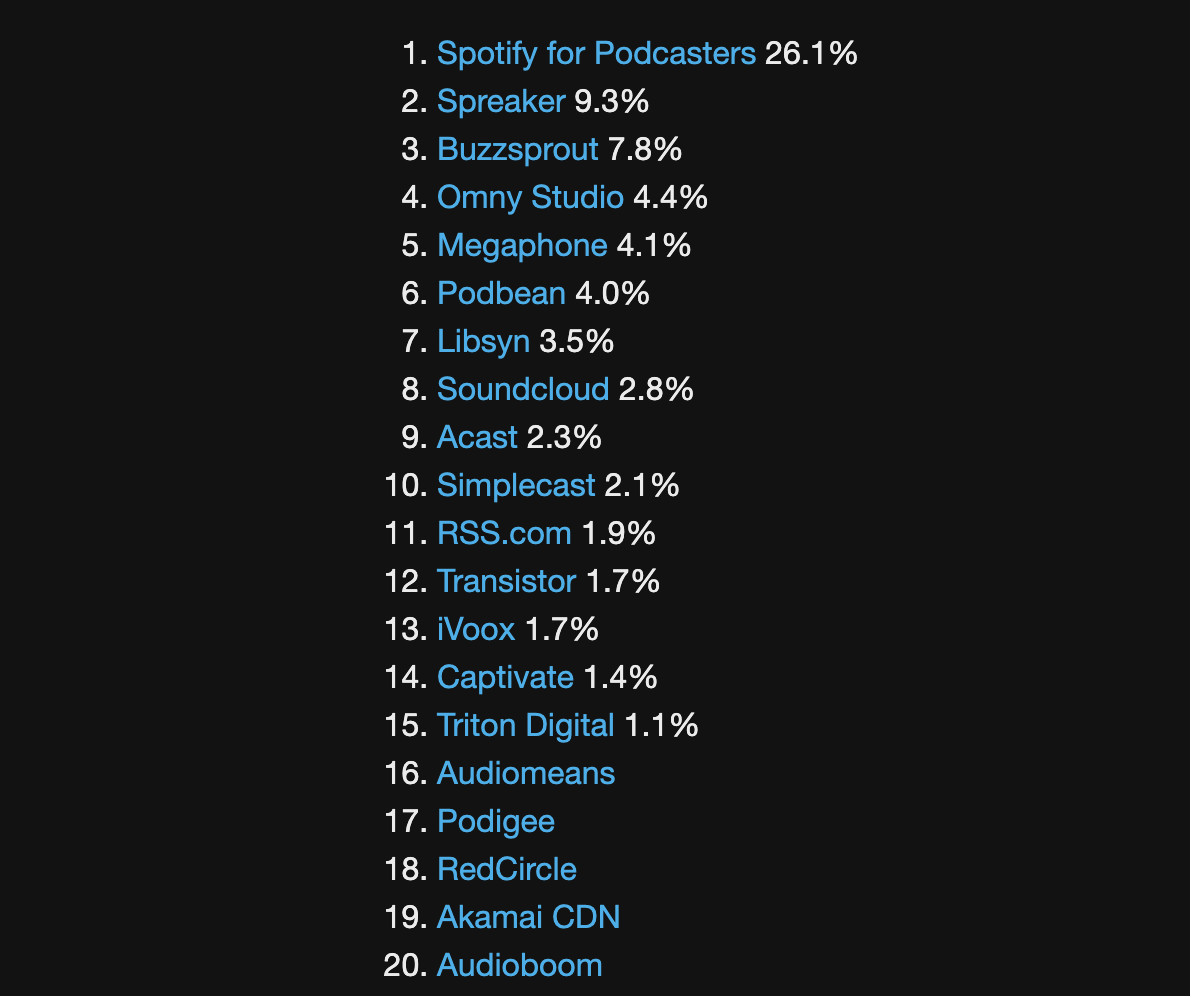 1. Spotify for Podcasters 26.1%
2. Spreaker 9.3%
3. Buzzsprout 7.8%
4. Omny Studio 4.4%
5. Megaphone 4.1%
6. Podbean 4.0%
7. Libsyn 3.5%
8. Soundcloud 2.8%
9. Acast 2.3%
10. Simplecast 2.1%
11. RSS.com 1.9%
12. Transistor 1.7%
13. iVoox 1.7%
14. Captivate 1.4%
15. Triton Digital 1.1%
16. Audiomeans
17. Podigee
18. RedCircle
19. Akamai CDN
20. Audioboom